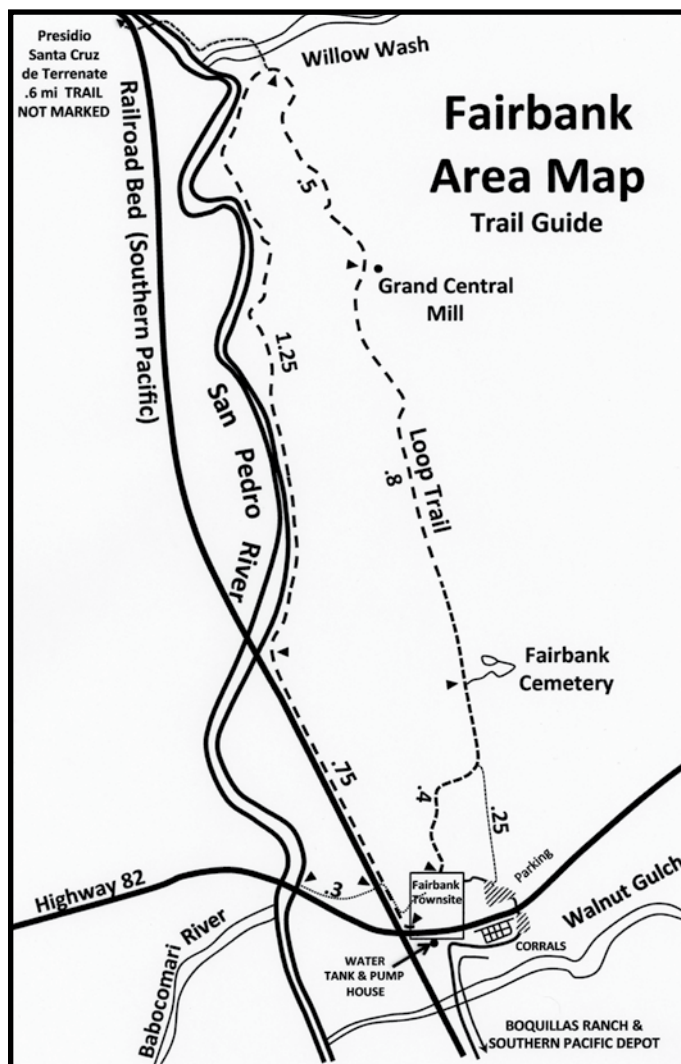 Presidio
Santa Cruz
de Terrenate
.6 mi TRAIL
NOT MARKED
Willow Wash
Fairbank
Area Map
Trail Guide
Railroad Bed (Southern Pacific)
.5
Grand Central
Mill
1.25
San Pedro River
Loop Trail
.8
Fairbank
Cemetery
.75
.4
.25
Parking
Highway 82
.3
Fairbank
Townsite
Walnut Gulch
Babocomari River
WATER
TANK & PUMP
HOUSE
CORRALS
BOQUILLAS RANCH &
SOUTHERN PACIFIC DEPOT